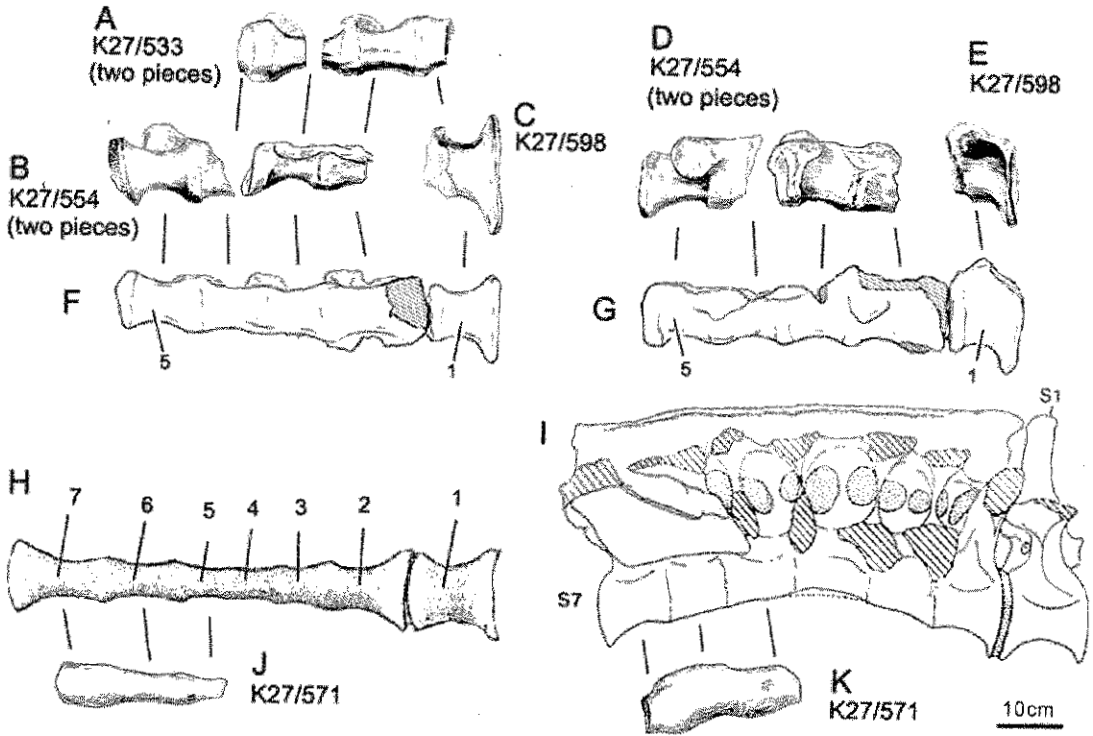 A
K27/533
(two pieces)
B
K27/554
(two pieces)
C
K27/598
D
K27/554
(two pieces)
E
K27/598
F
5
1
G
5
1
H
7 6 5 4 3 2 1
I
S1
S7
J
K27/571
K
K27/571
10cm